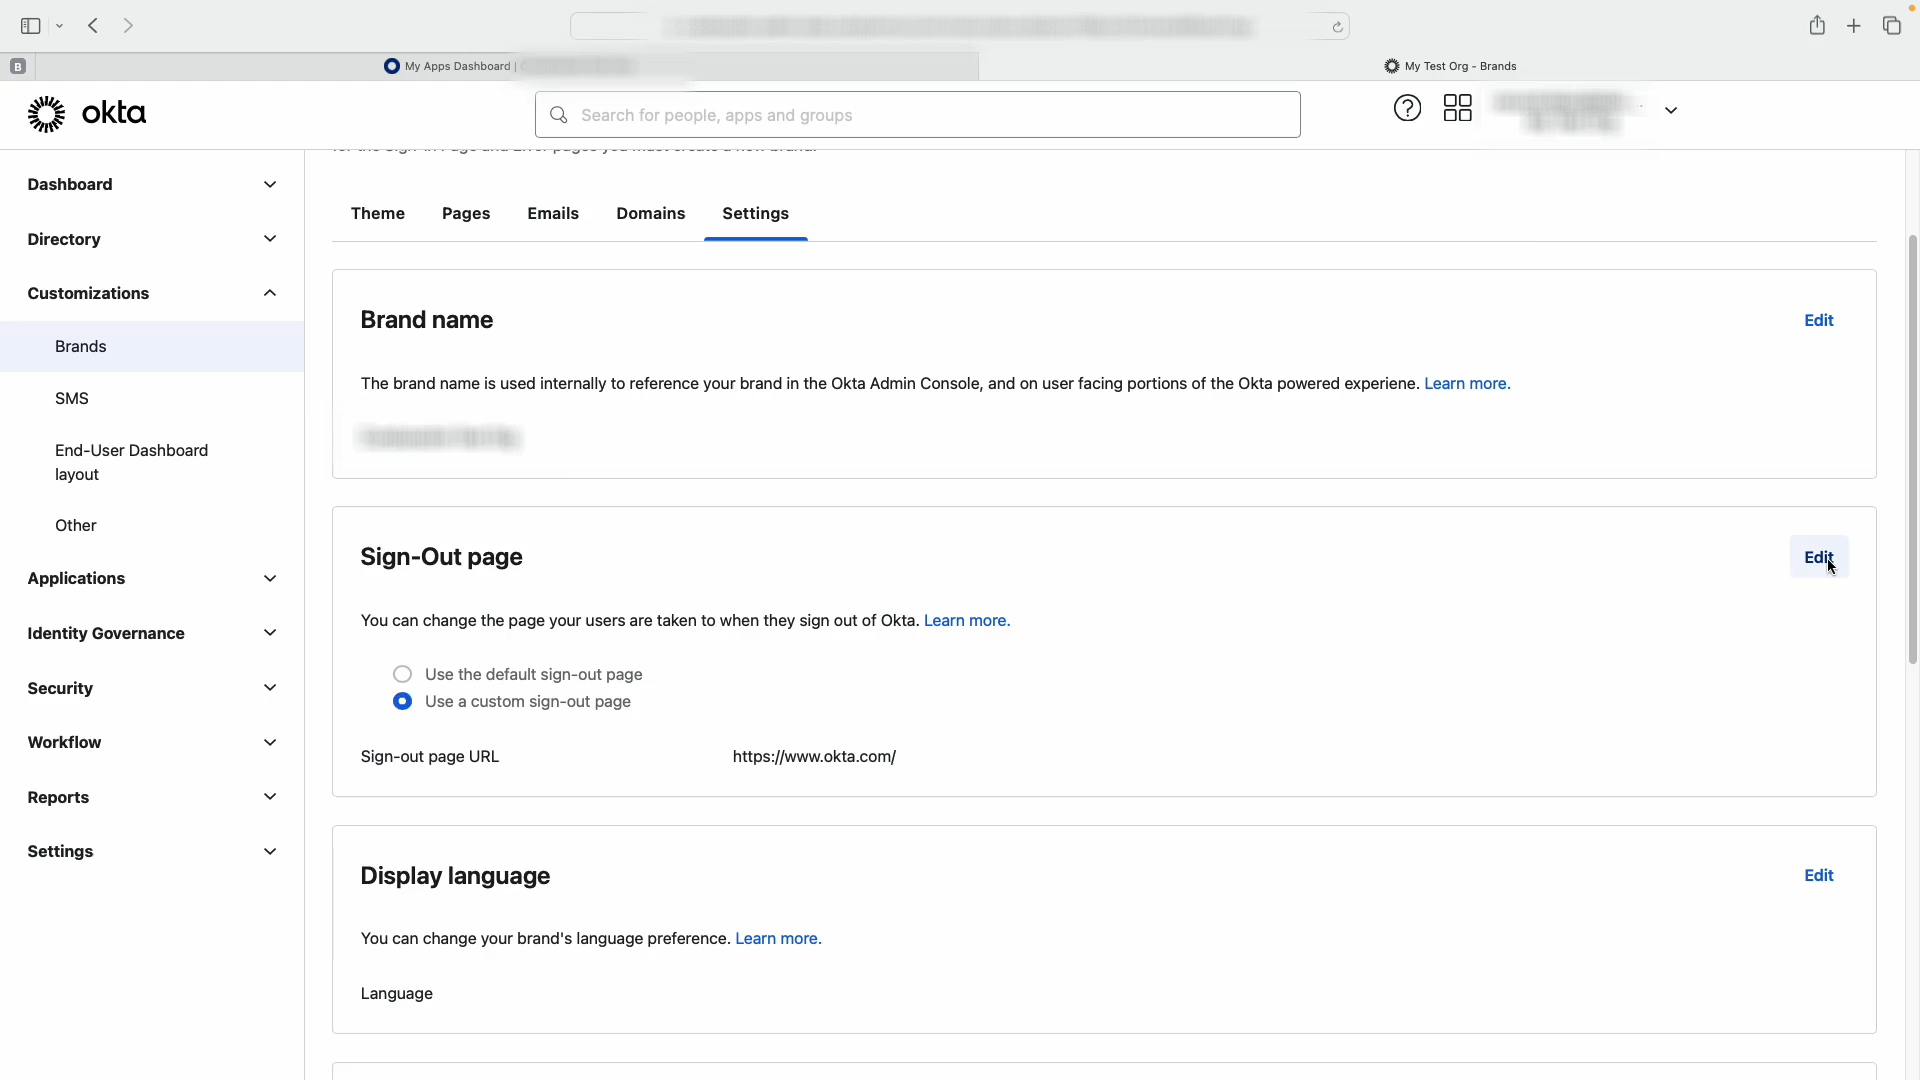 B
My Apps Dashboard |
My Test Org - Brands
okta
Search for people, apps and groups
Dashboard
Directory
Customizations
Brands
SMS
End-User Dashboard
layout
Other
Applications
Identity Governance
Security
Workflow
Reports
Settings
Theme
Pages
Emails
Domains
Settings
Brand name
Edit
The brand name is used internally to reference your brand in the Okta Admin Console, and on user facing portions of the Okta powered experiene. Learn more.
Sign-Out page
Edit
You can change the page your users are taken to when they sign out of Okta. Learn more.
Use the default sign-out page
Use a custom sign-out page
Sign-out page URL
https://www.okta.com/
Display language
Edit
You can change your brand's language preference. Learn more.
Language